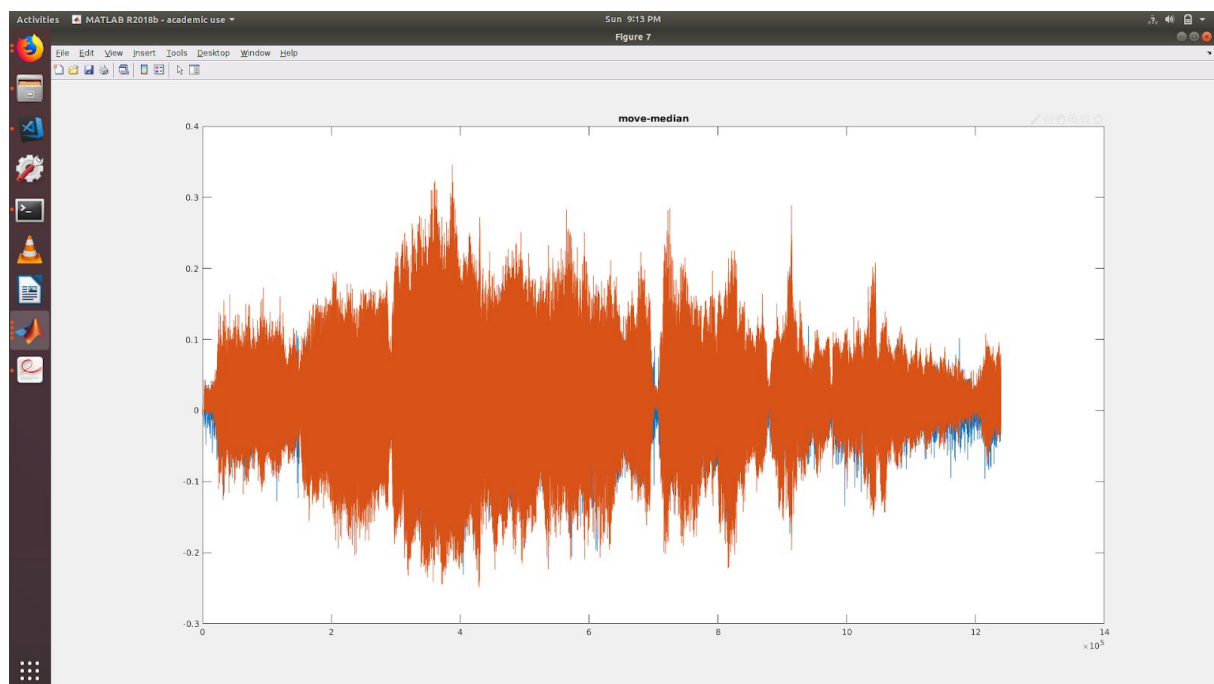 Activities MATLAB R2018b - academic use Sun 9:13 PM
Figure 7
File Edit View Insert Tools Desktop Window Help
move-median
0.4
0.3
0.2
0.1
0
-0.1
-0.2
-0.3
0 2 4 6 8 10 12 14
×10⁵